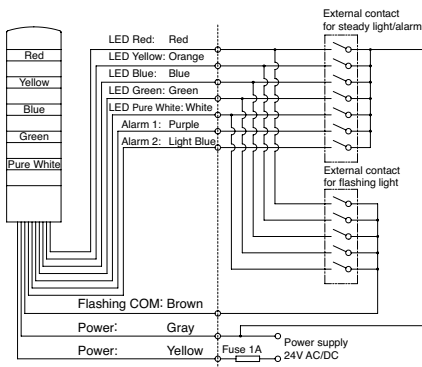 External contact
for steady light/alarm
LED Red: Red
LED Yellow: Orange
LED Blue: Blue
LED Green: Green
LED Pure White: White
Alarm 1: Purple
Alarm 2: Light Blue
Red
Yellow
Blue
Green
Pure White
External contact
for flashing light
Flashing COM: Brown
Power: Gray
Power: Yellow
Fuse 1A
Power supply
24V AC/DC